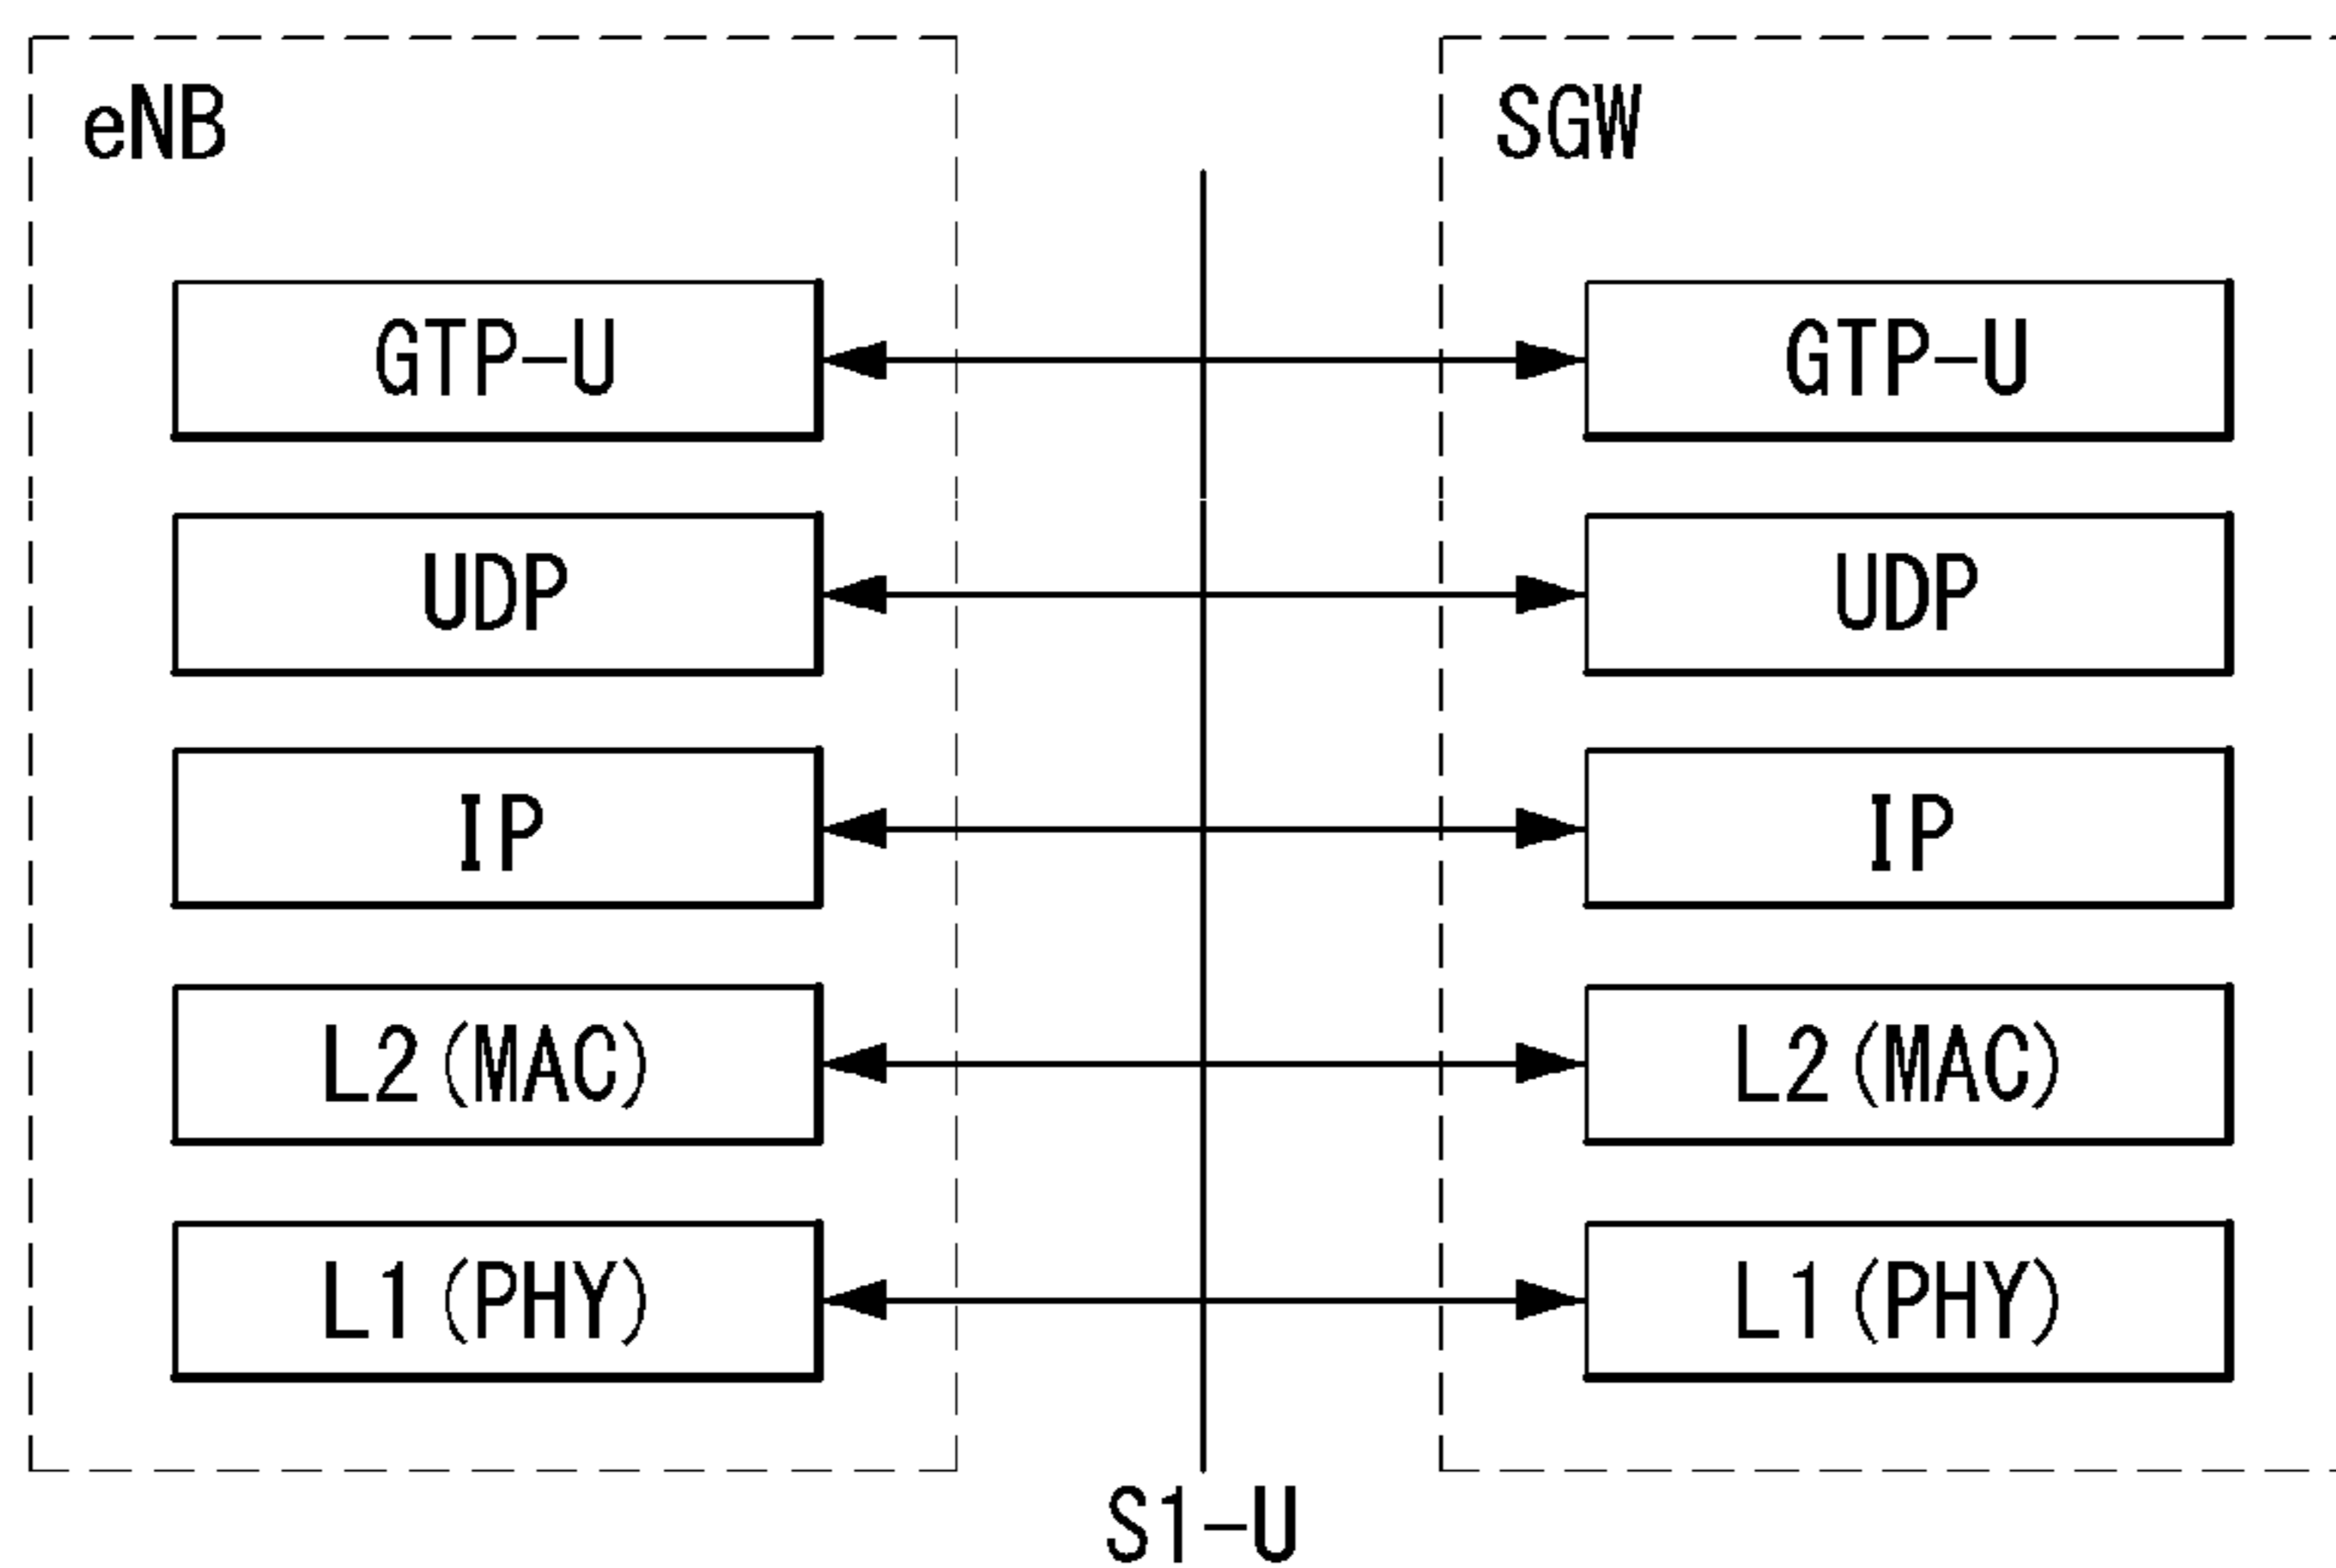 eNB
SGW
GTP-U
GTP-U
UDP
UDP
IP
IP
L2(MAC)
L2(MAC)
L1(PHY)
L1(PHY)
S1-U